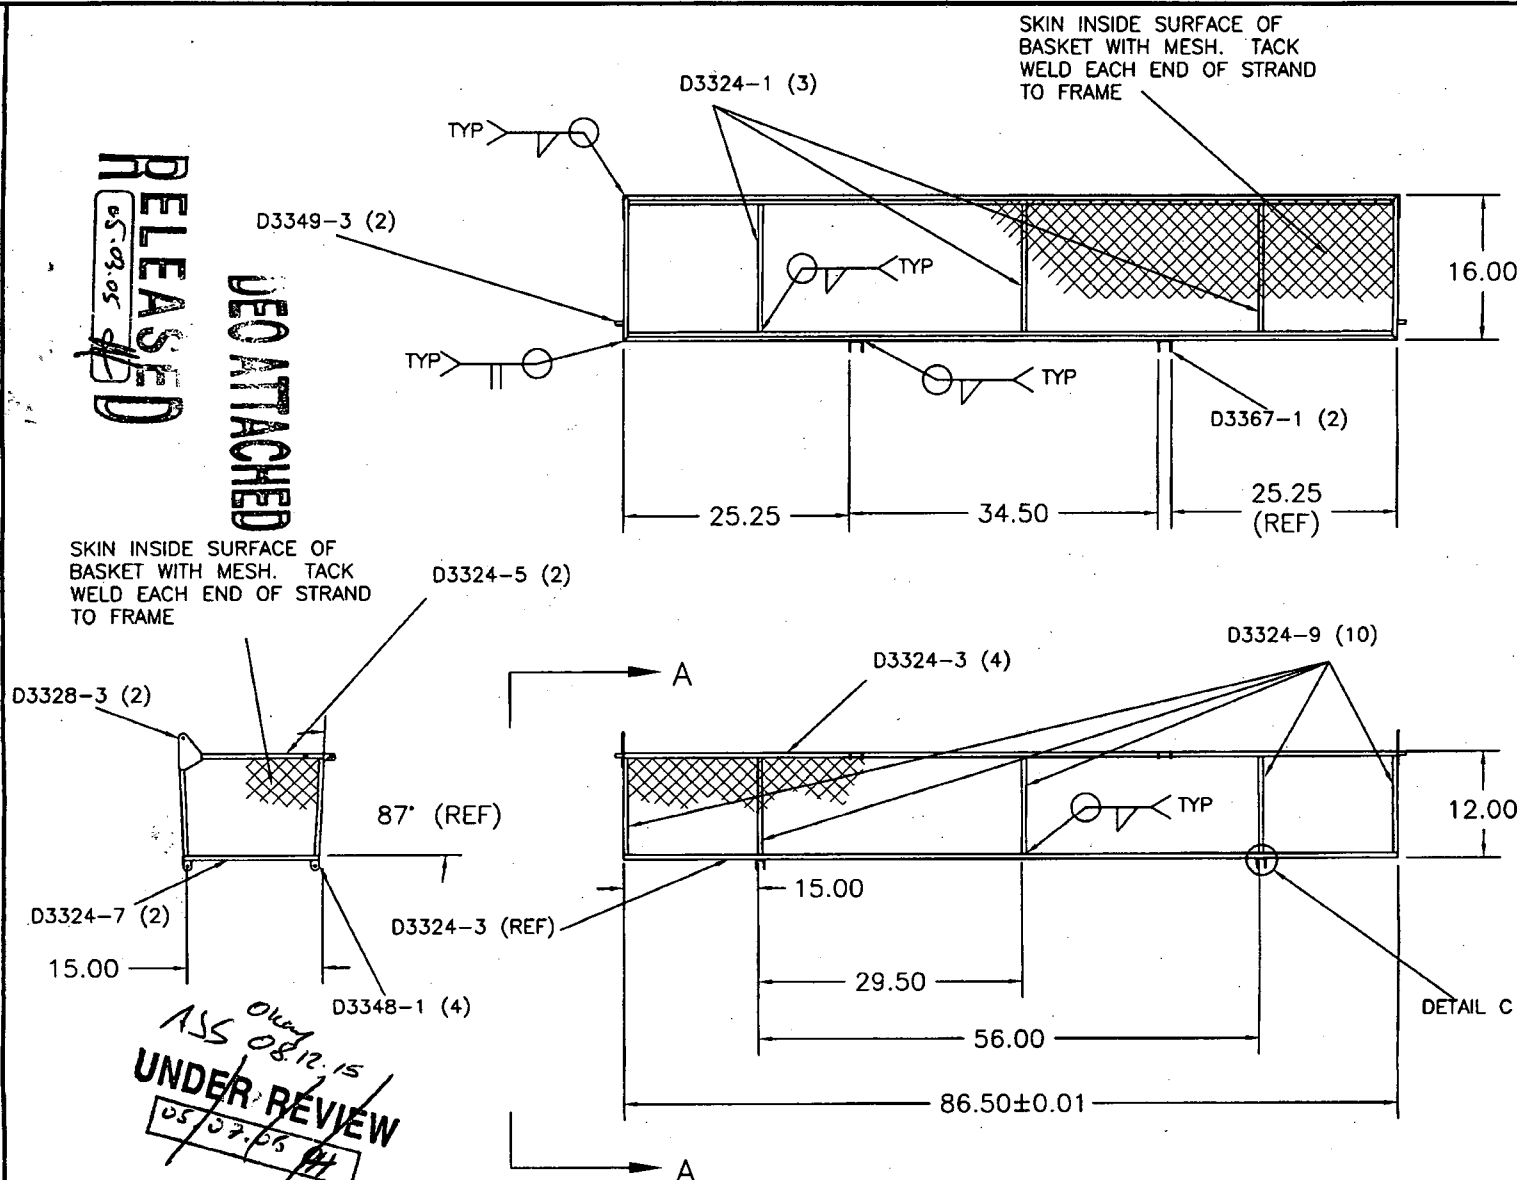 SKIN INSIDE SURFACE OF
BASKET WITH MESH. TACK
WELD EACH END OF STRAND
TO FRAME
D3324-1 (3)
TYP
RELEASED
05.03.05
D3349-3 (2)
TYP
16.00
DEO ATTACHED
TYP
TYP
D3367-1 (2)
25.25
34.50
25.25
(REF)
SKIN INSIDE SURFACE OF
BASKET WITH MESH. TACK
WELD EACH END OF STRAND
TO FRAME
D3324-5 (2)
D3324-9 (10)
A
D3324-3 (4)
D3328-3 (2)
87° (REF)
TYP
12.00
15.00
D3324-7 (2)
D3324-3 (REF)
15.00
29.50
D3348-1 (4)
DETAIL C
Okay
ASS 08.12.15
56.00
UNDER REVIEW
05.07.06
86.50±0.01
A